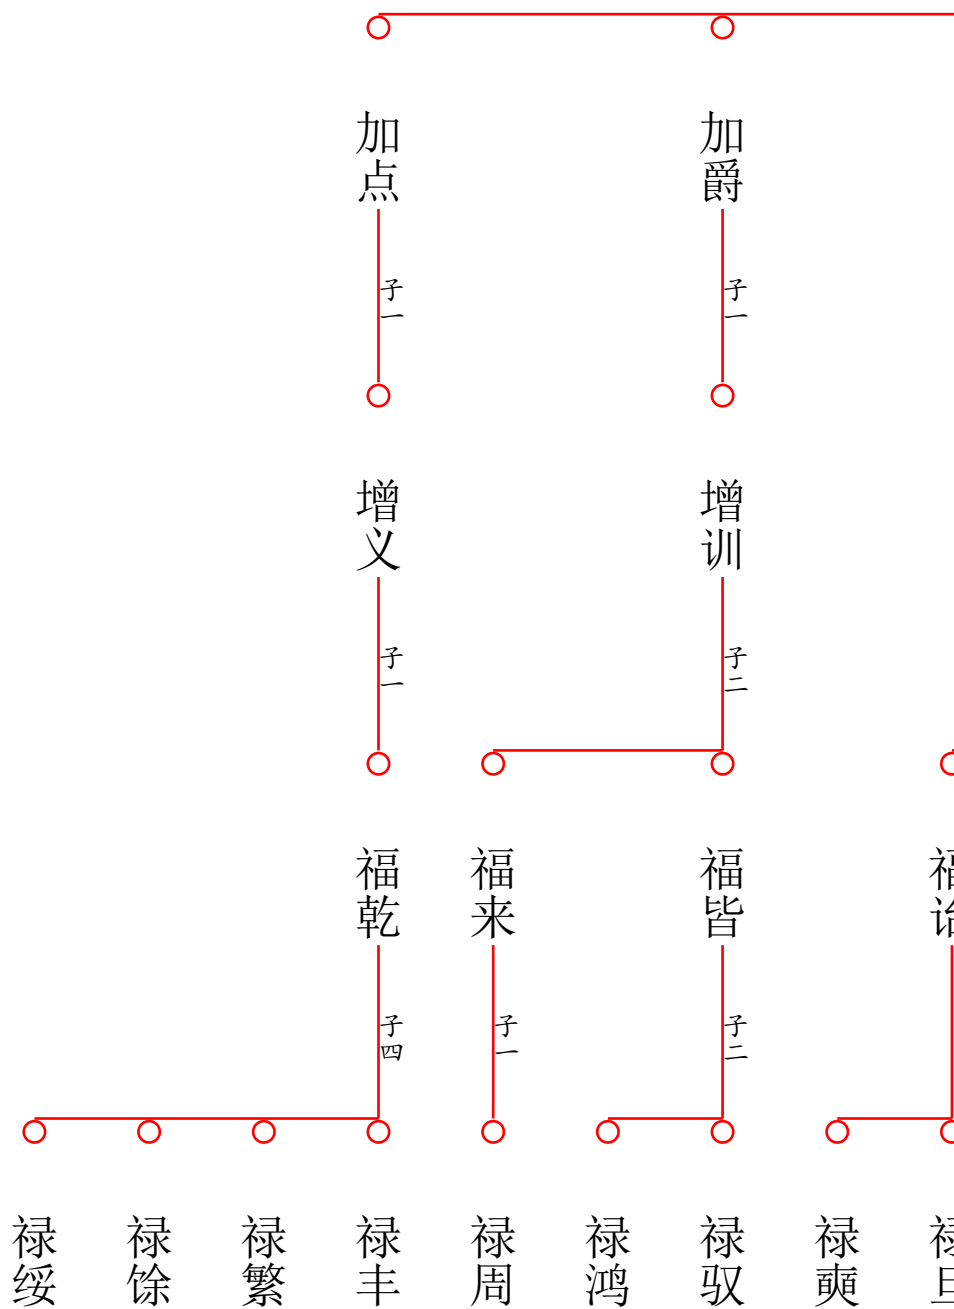 加爵
加点
子一
子一
增训
增义
子二
子一
福皆
福来
福乾
子二
子一
子四
禄奭
禄驭
禄鸿
禄周
禄丰
禄繁
禄馀
禄绥